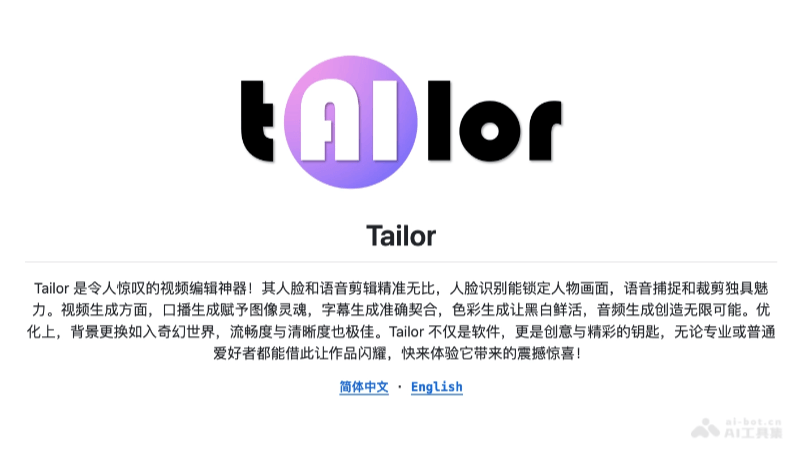 tAIlor
Tailor
Tailor 是令人惊叹的视频编辑神器！其人脸和语音剪辑精准无比，人脸识别能锁定人物画面，语音捕捉和裁剪独具魅
力。视频生成方面，口播生成赋予图像灵魂，字幕生成准确契合，色彩生成让黑白鲜活，音频生成创造无限可能。优
化上，背景更换如入奇幻世界，流畅度与清晰度也极佳。Tailor 不仅是软件，更是创意与精彩的钥匙，无论专业或普通
爱好者都能借此让作品闪耀，快来体验它带来的震撼惊喜！
简体中文 · English
ai-bot.cn
AI工具集